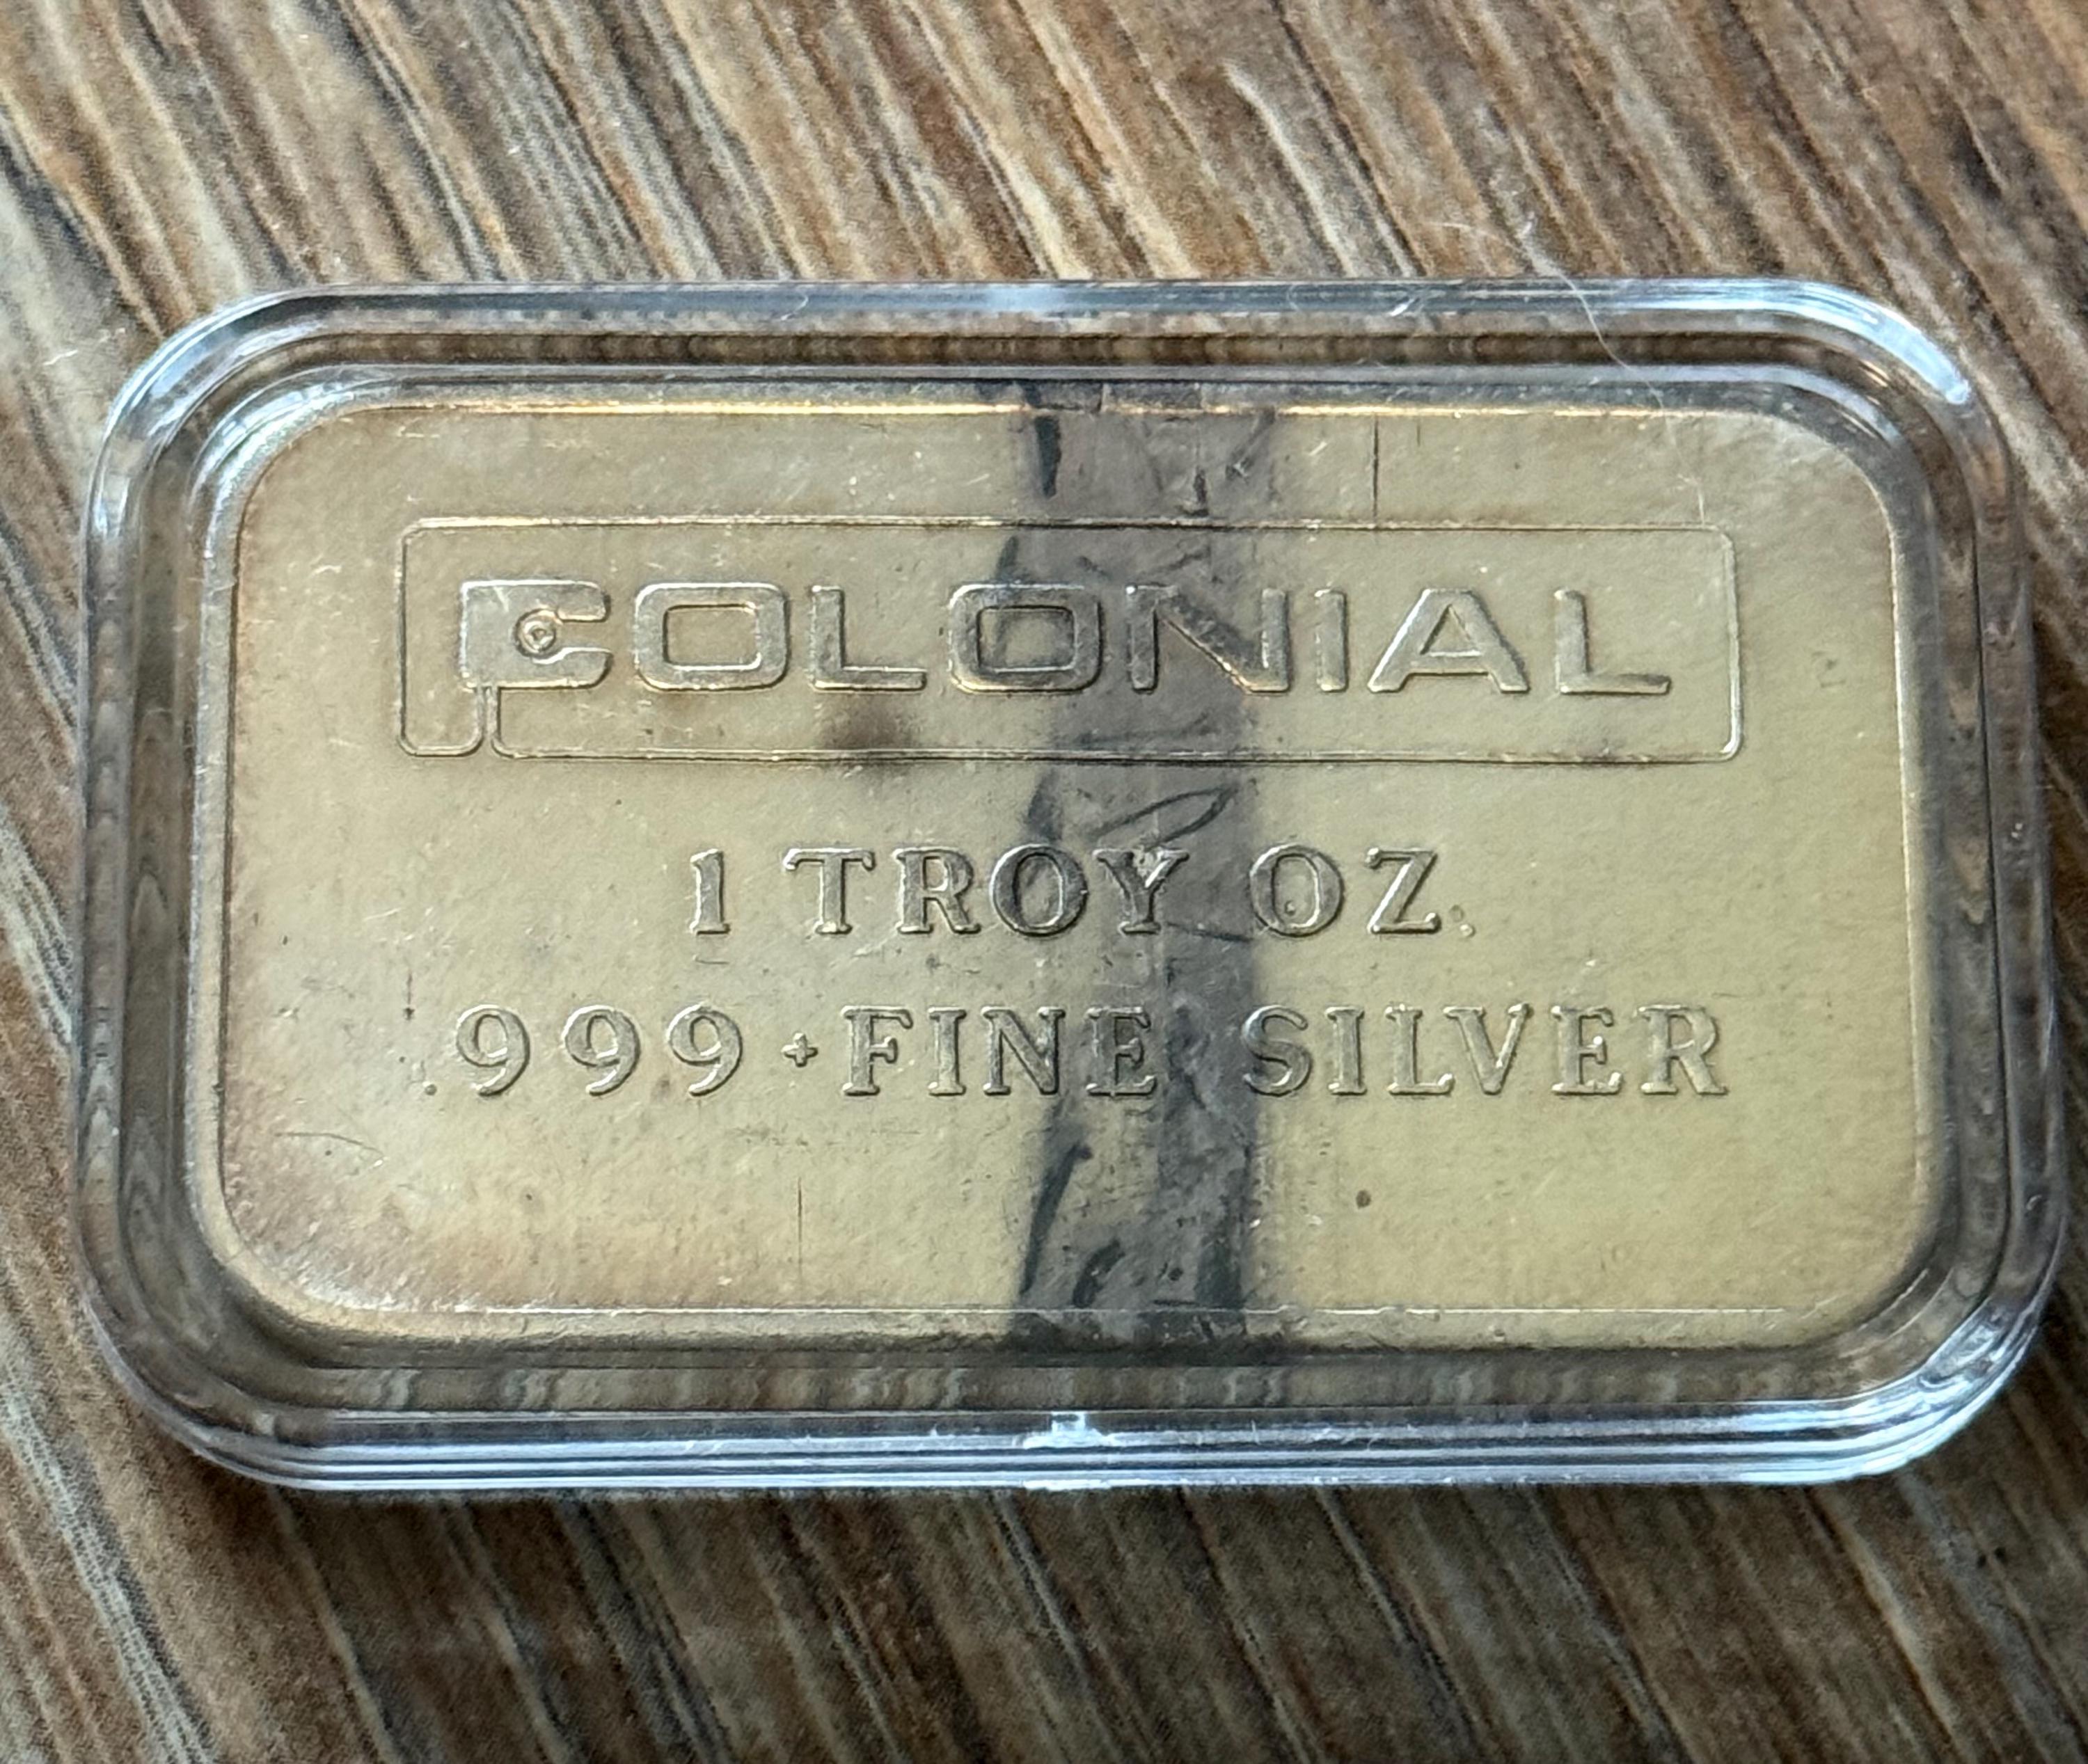 COLONIAL
1 TROY OZ.
.999+FINE SILVER